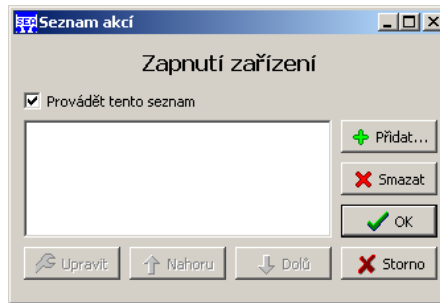 Seznam akcí
Zapnutí zařízení
Provádět tento seznam
Přidat...
Smazat
OK
Upravit
Nahoru
Dolů
Storno